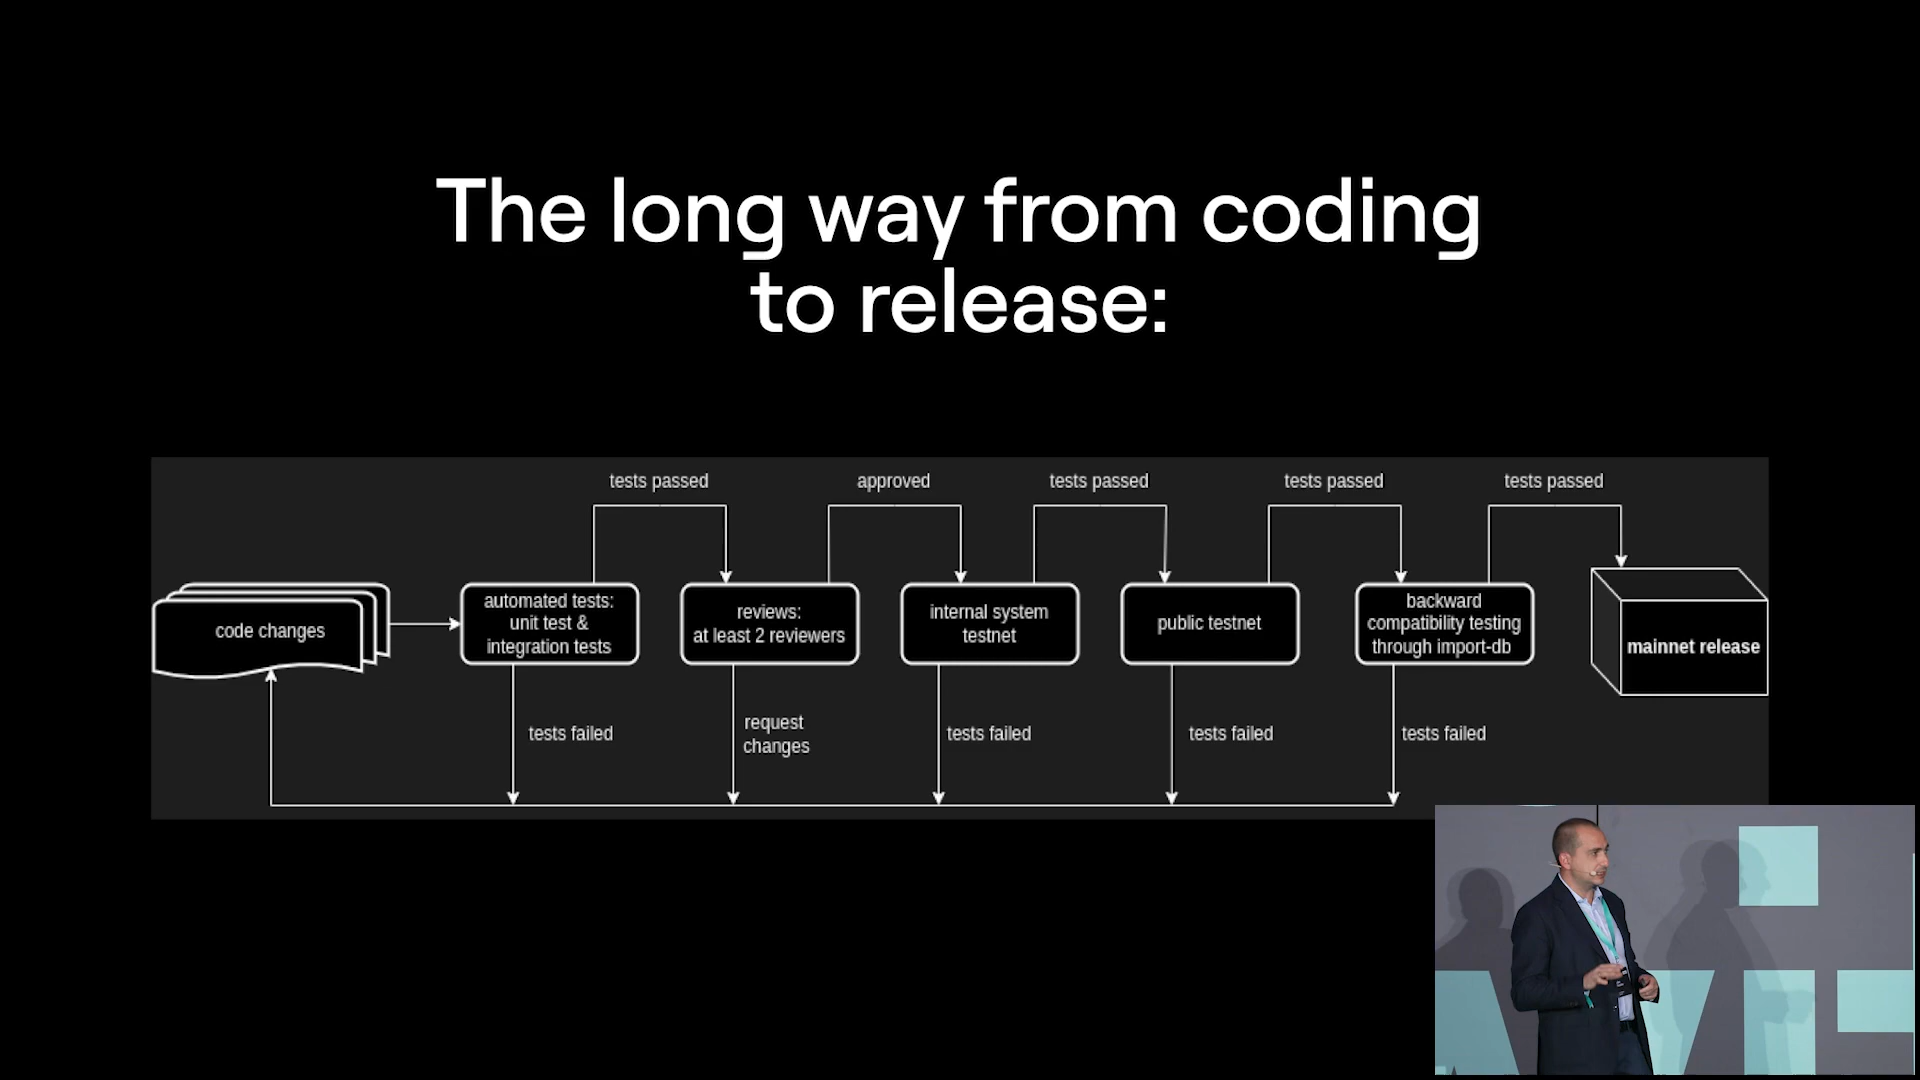 The long way from coding
to release:
tests passed
approved
tests passed
tests passed
tests passed
code changes
automated tests:
unit test &
integration tests
reviews:
at least 2 reviewers
internal system
testnet
public testnet
backward
compatibility testing
through import-db
mainnet release
tests failed
request
changes
tests failed
tests failed
tests failed